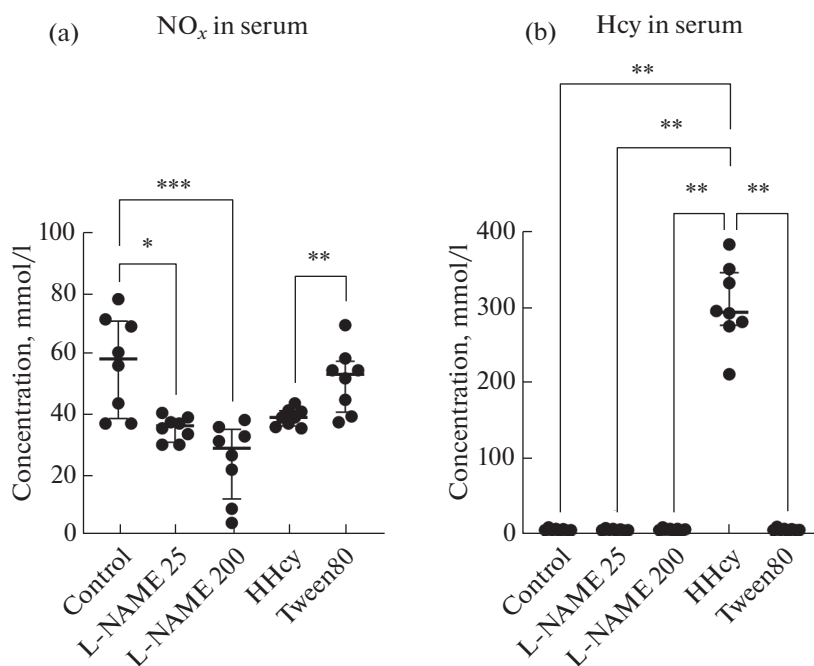 (a)
NOx in serum
Concentration, mmol/l
100
80
60
40
20
0
***
*
**
Control
L-NAME 25
L-NAME 200
HHcy
Tween80
(b)
Hcy in serum
Concentration, mmol/l
400
300
200
100
0
**
**
**
**
Control
L-NAME 25
L-NAME 200
HHcy
Tween80